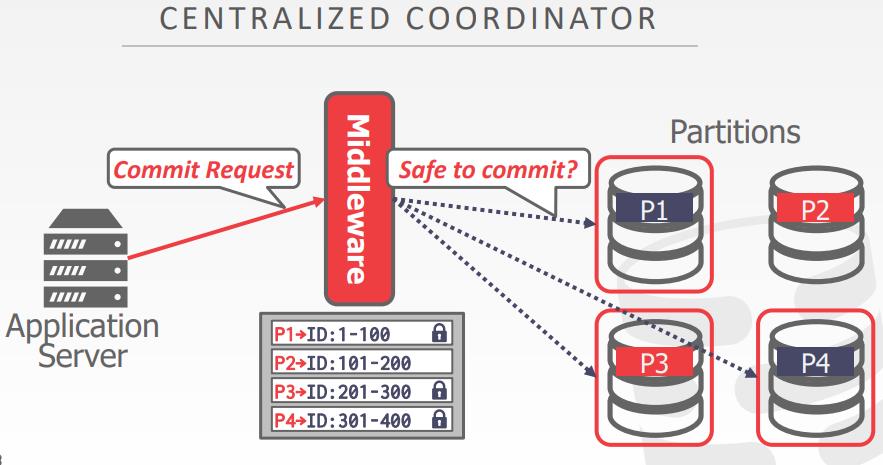 CENTRALIZED COORDINATOR
Partitions
Commit Request
Middleware
Safe to commit?
P1
P2
P3
P4
Application
Server
P1→ID:1-100
P2→ID:101-200
P3→ID:201-300
P4→ID:301-400